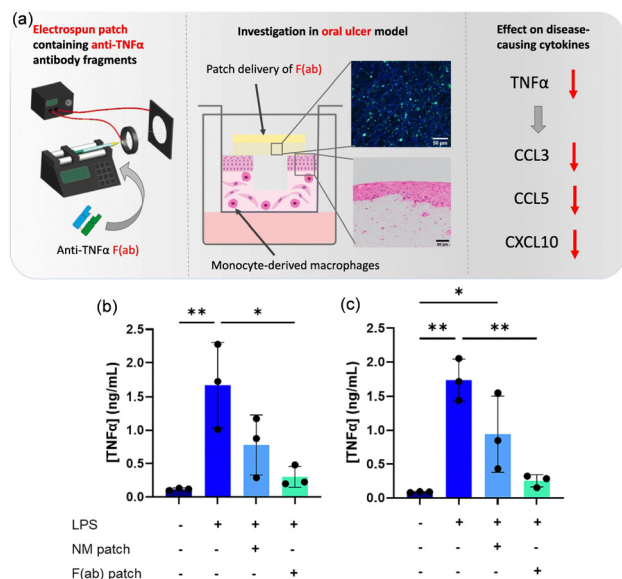 (a)
Electrospun patch
containing anti-TNFα
antibody fragments
Anti-TNFα F(ab)
Investigation in oral ulcer model
Patch delivery of F(ab)
50 µm
50 µm
Monocyte-derived macrophages
Effect on disease-
causing cytokines
TNFα
CCL3
CCL5
CXCL10
(b)
** *
[TNFα] (ng/mL)
2.5
2.0
1.5
1.0
0.5
0.0
LPS - + + +
NM patch - - + -
F(ab) patch - - - +
(c)
*
** **
[TNFα] (ng/mL)
2.5
2.0
1.5
1.0
0.5
0.0
- + + +
- - + -
- - - +